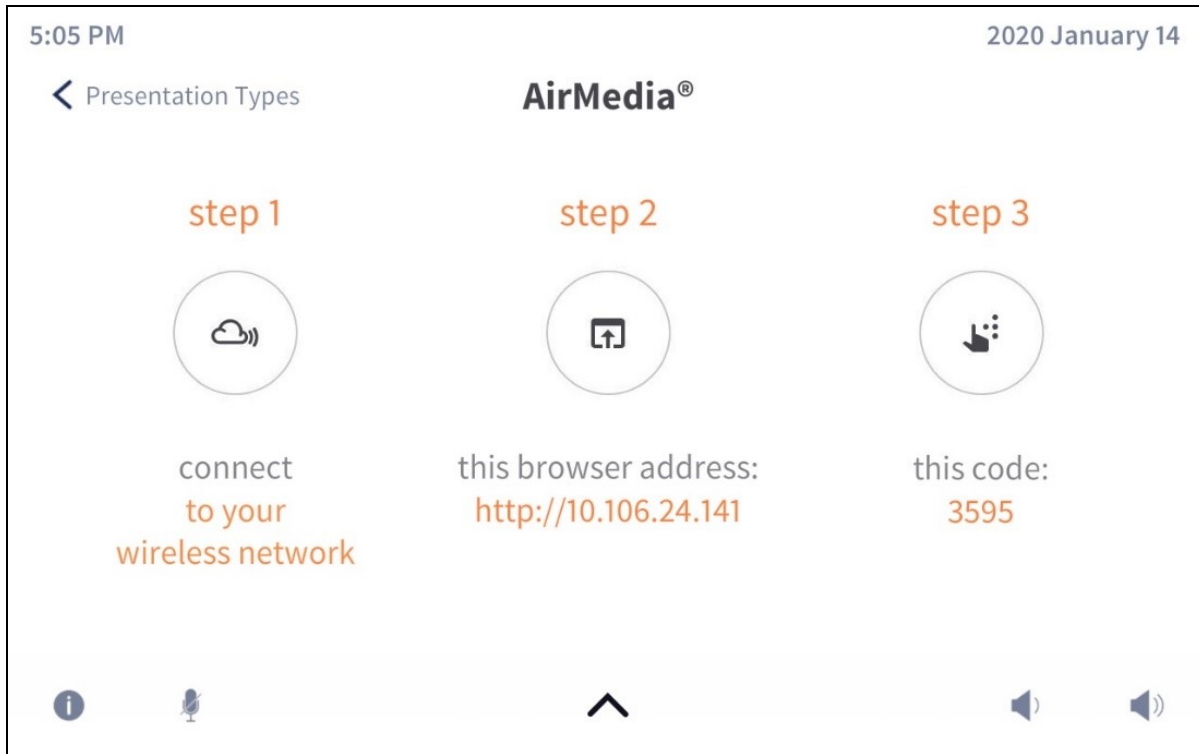 5:05 PM
2020 January 14
Presentation Types
AirMedia®
step 1
step 2
step 3
connect
to your
wireless network
this browser address:
http://10.106.24.141
this code:
3595